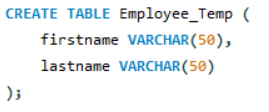 CREATE TABLE Employee_Temp (
    firstname VARCHAR(50),
    lastname VARCHAR(50)
);